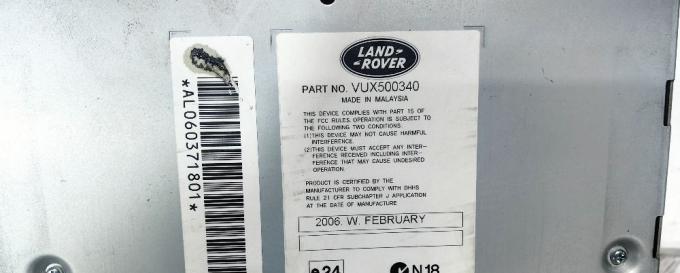 *AL060371801*
LAND-
ROVER
PART NO. VUX500340
MADE IN MALAYSIA
THIS DEVICE COMPLIES WITH PART 15 OF
THE FCC RULES. OPERATION IS SUBJECT TO
THE FOLLOWING TWO CONDITIONS.
(1)THIS DEVICE MAY NOT CAUSE HARMFUL
INTERFERENCE.
(2)THIS DEVICE MUST ACCEPT ANY INTER-
FERENCE RECEIVED INCLUDING INTER-
FERENCE THAT MAY CAUSE UNDESIRED
OPERATION.
PRODUCT IS CERTIFIED BY THE
MANUFACTURER TO COMPLY WITH DHHS
RULE 21 CFR SUBCHAPTER J APPLICATION
AT THE DATE OF MANUFACTURE
2006. W. FEBRUARY
e24
N18